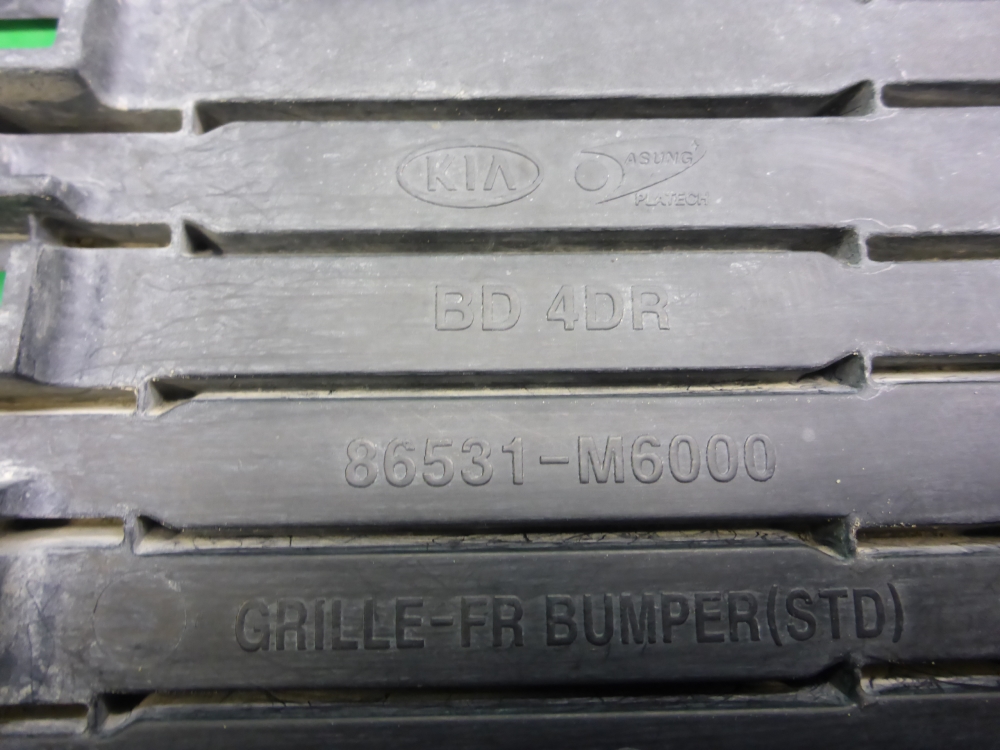 KIA ASUNG PLATECH
BD 4DR
86531-M6000
GRILLE-FR BUMPER(STD)